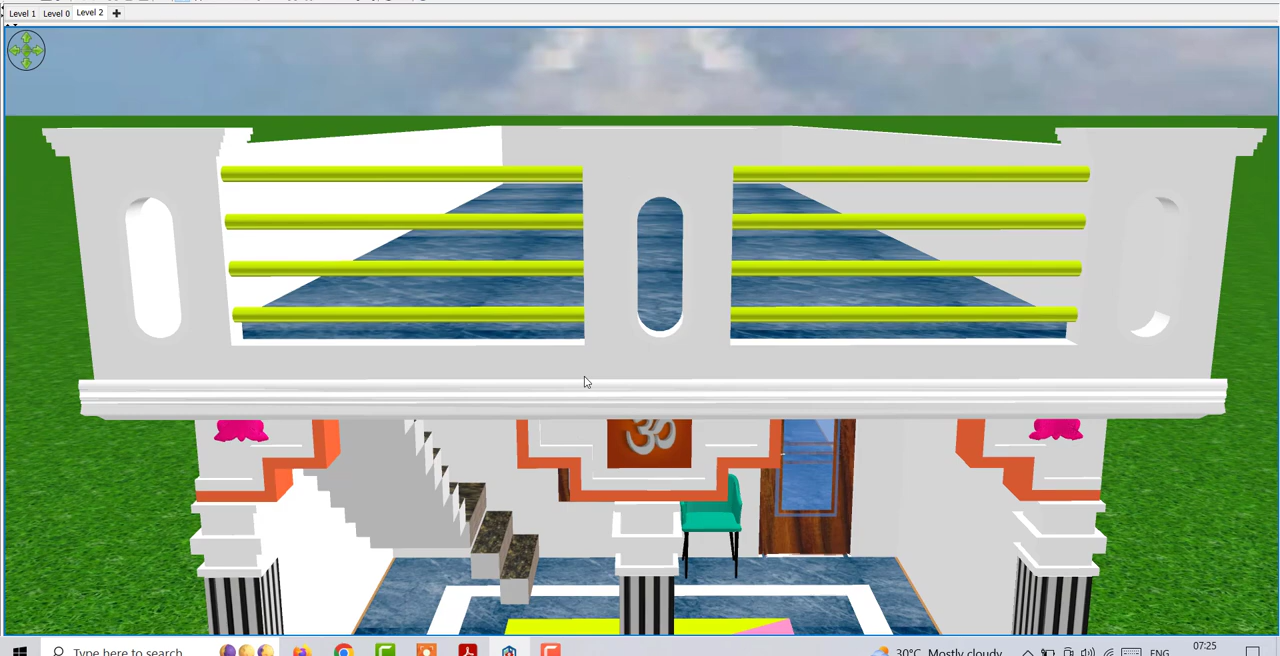 Level 1 Level 0 Level 2
ॐ
Type here to search
30°C Mostly cloudy
ENG
07:25